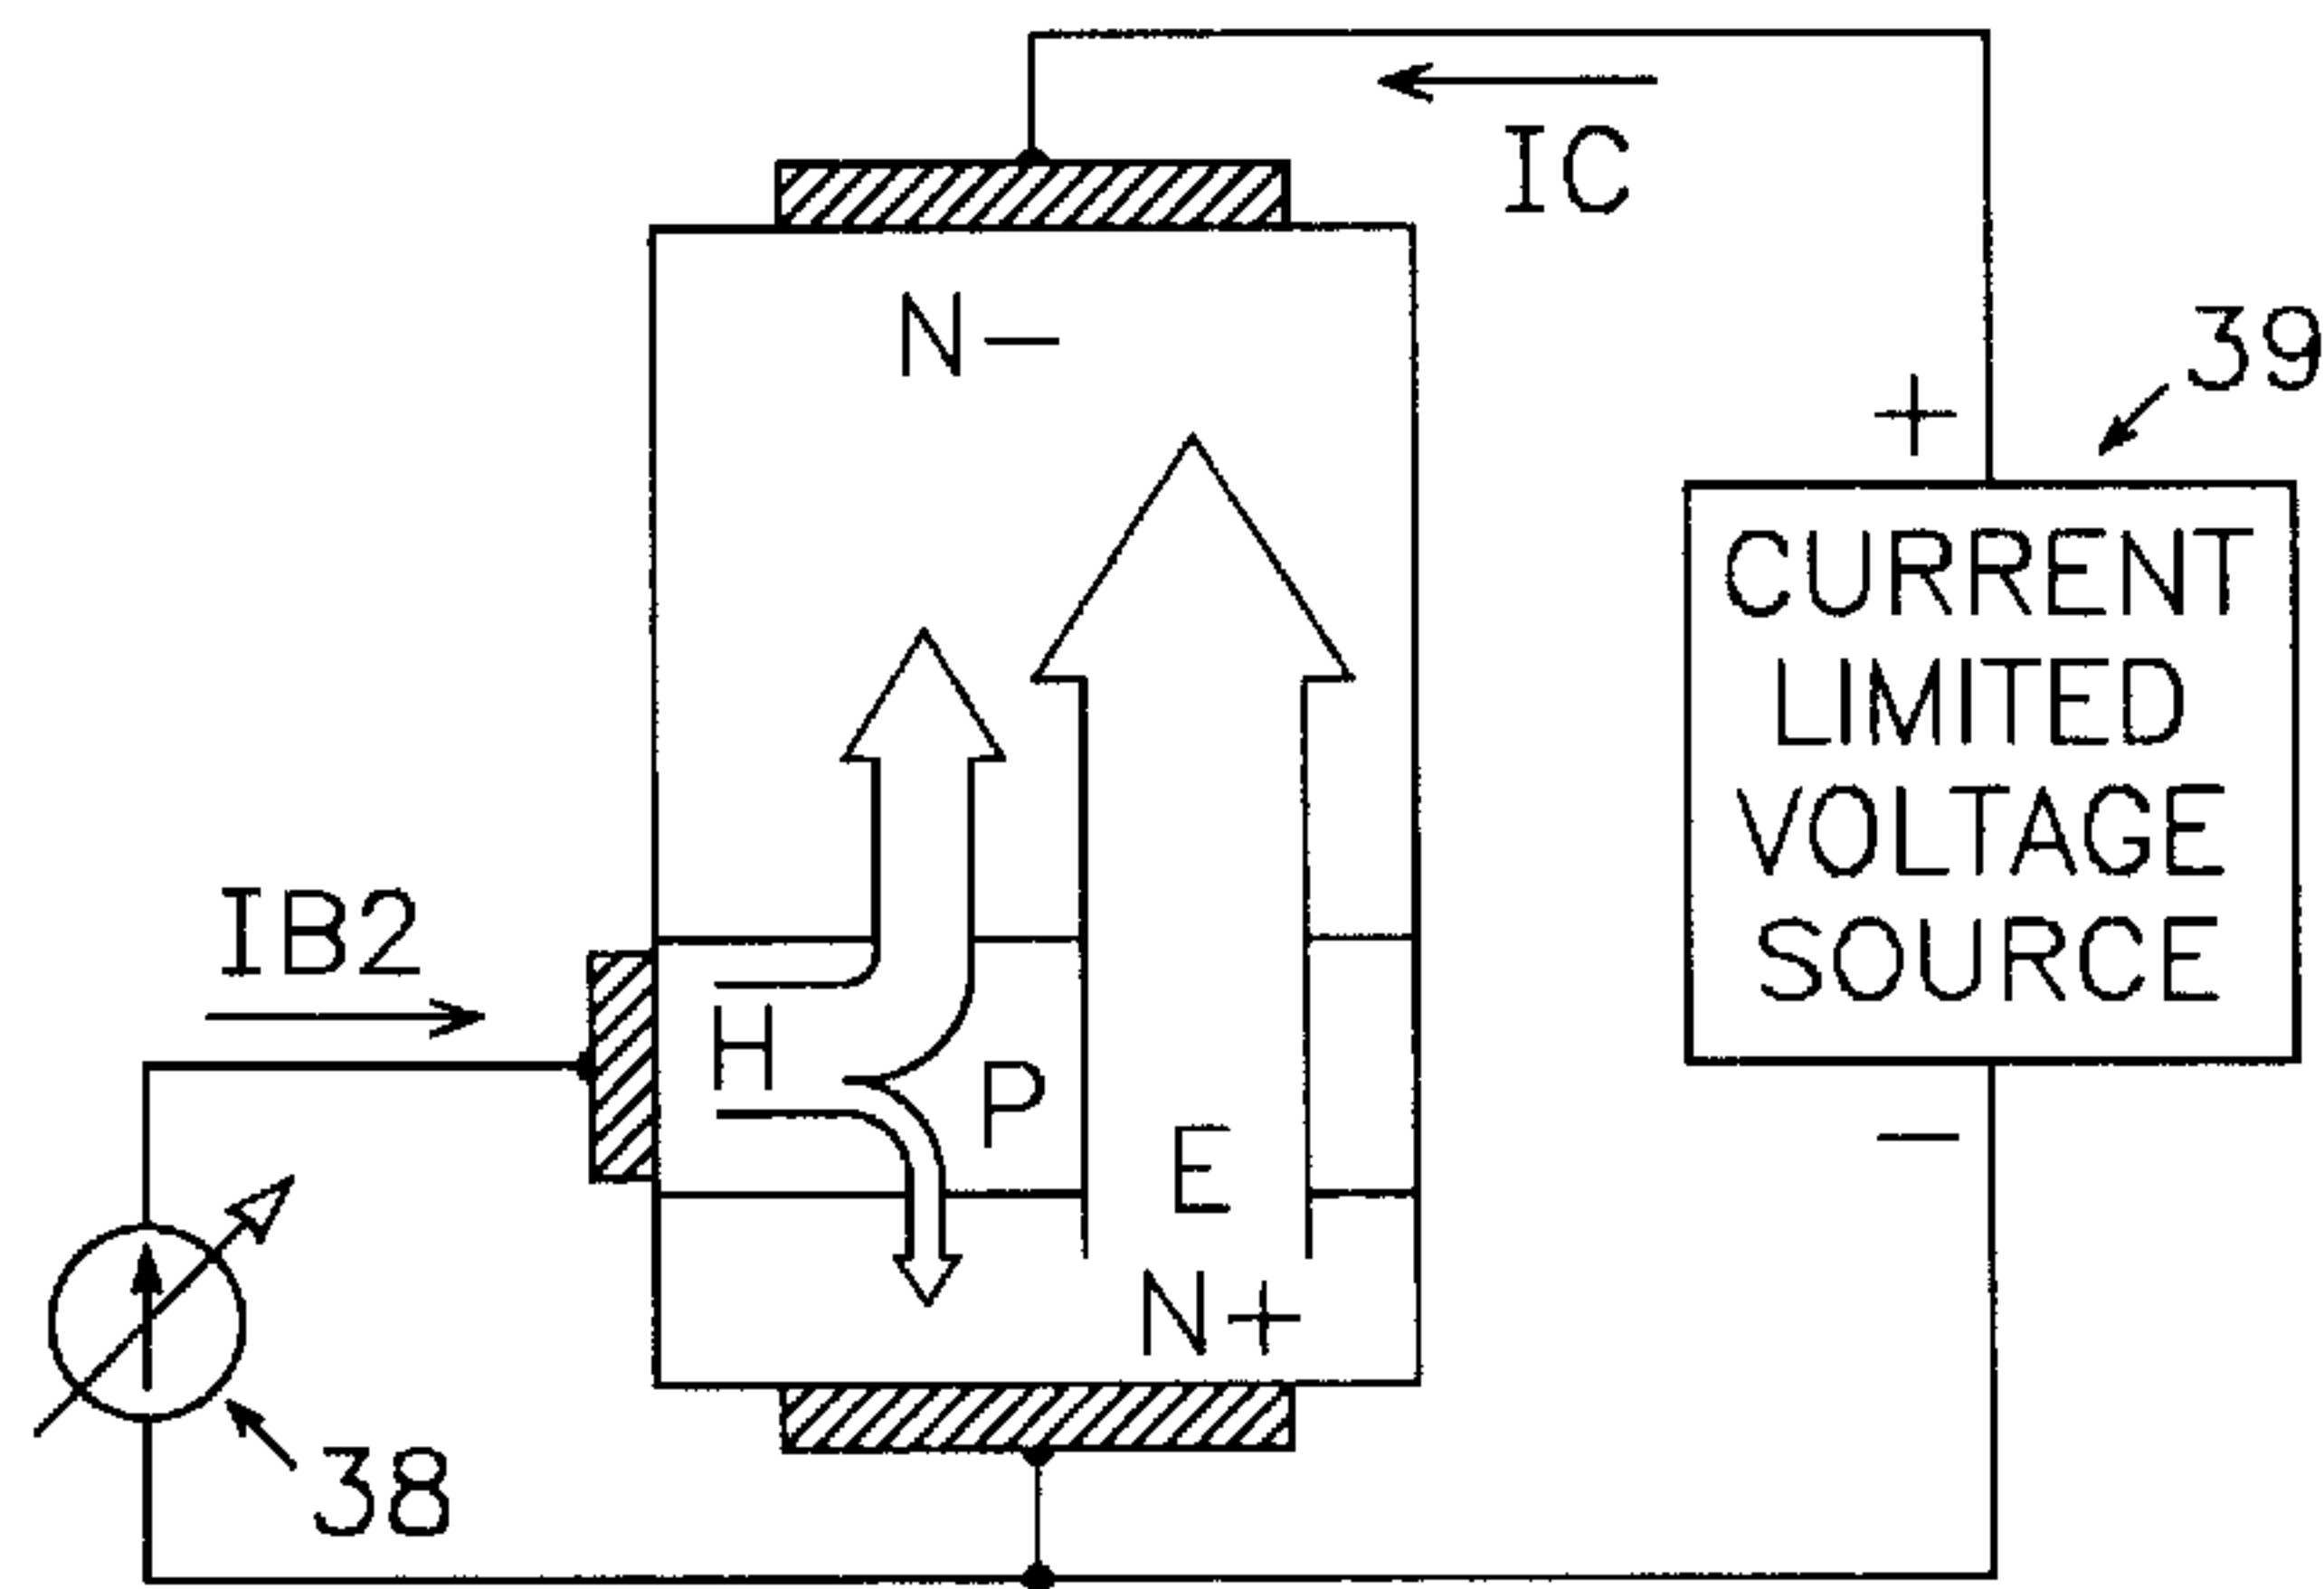 IC
N-
39
+
CURRENT
LIMITED
VOLTAGE
SOURCE
IB2
H
P
E
-
N+
38